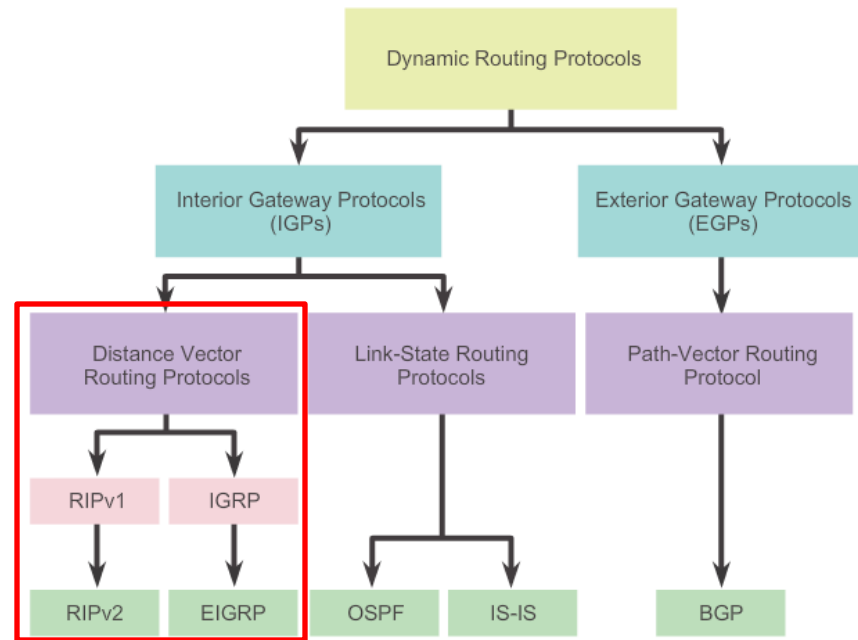 Dynamic Routing Protocols
Interior Gateway Protocols
(IGPs)
Exterior Gateway Protocols
(EGPs)
Distance Vector
Routing Protocols
Link-State Routing
Protocols
Path-Vector Routing
Protocol
RIPv1
IGRP
RIPv2
EIGRP
OSPF
IS-IS
BGP